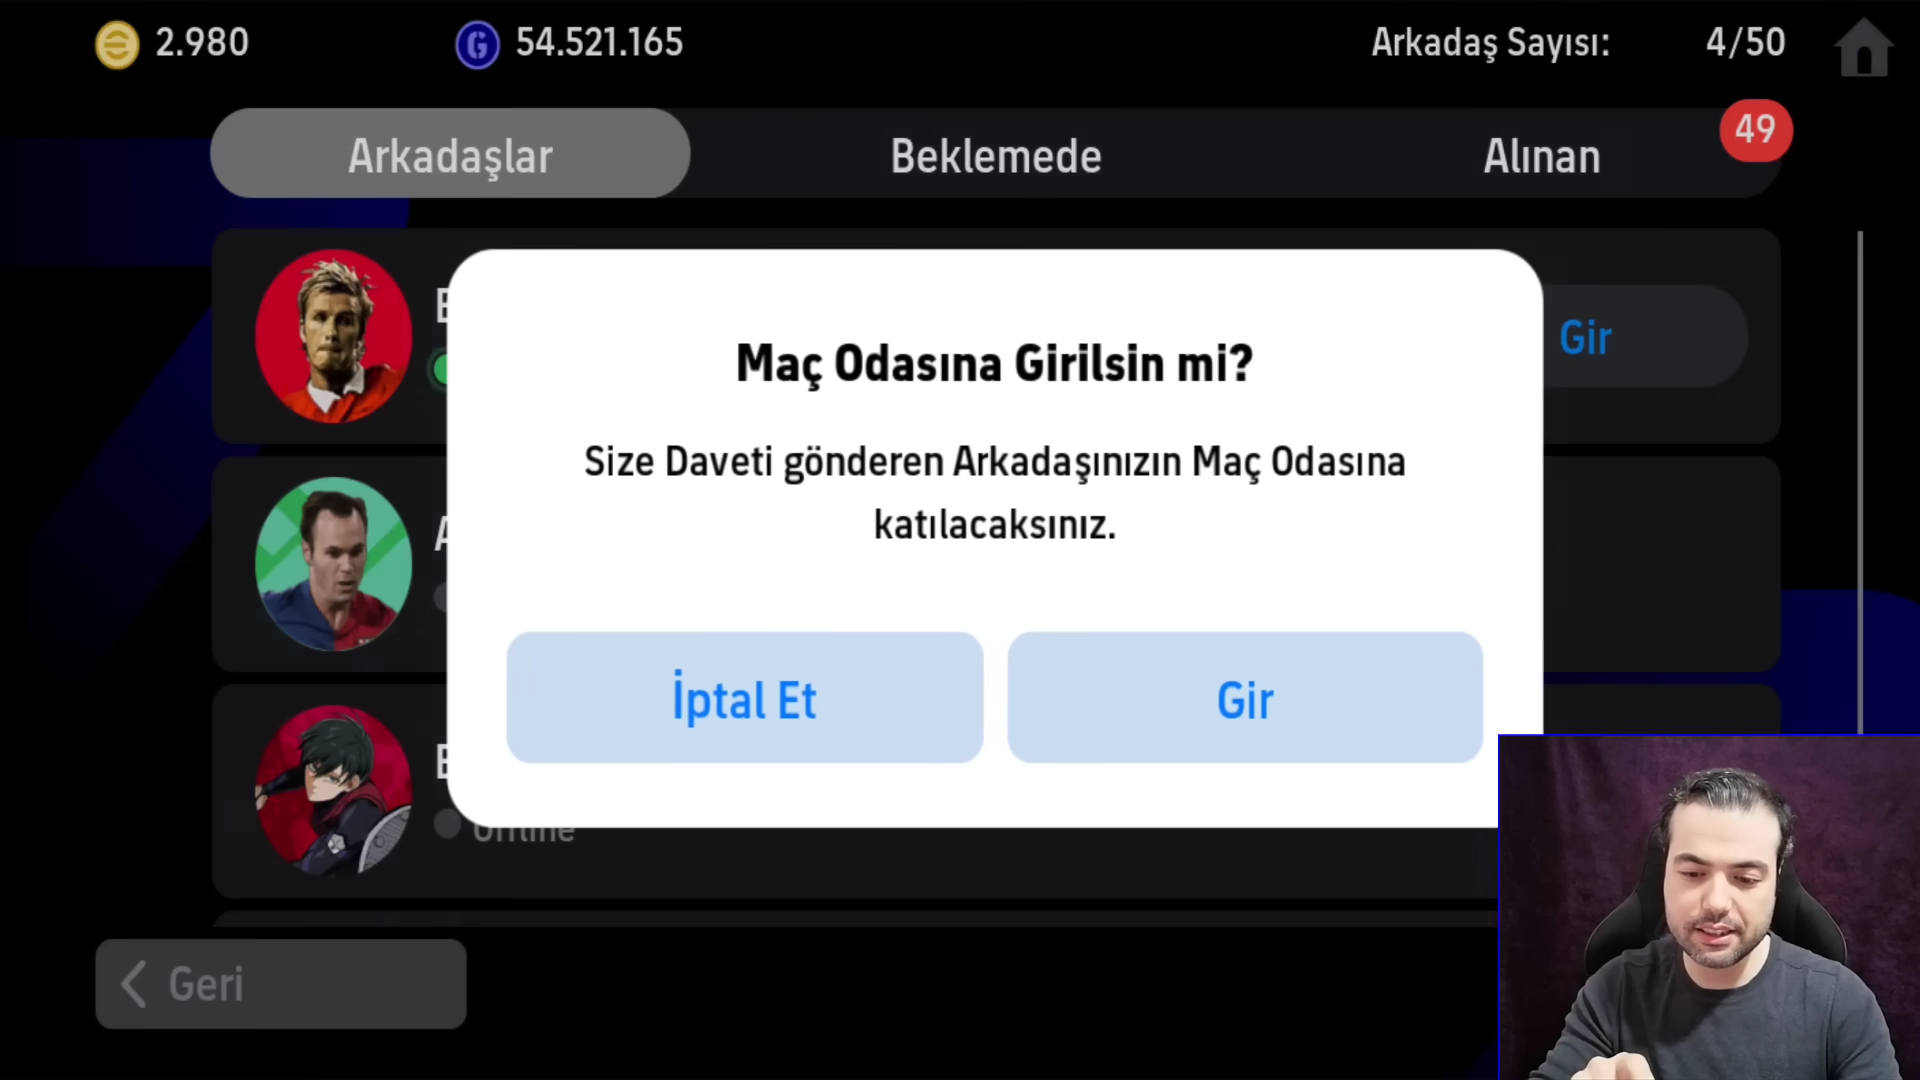 2.980
54.521.165
Arkadaş Sayısı: 4/50
Arkadaşlar
Beklemede
Alınan
49
Gir
Maç Odasına Girilsin mi?
Size Daveti gönderen Arkadaşınızın Maç Odasına
katılacaksınız.
İptal Et
Gir
Offline
Geri